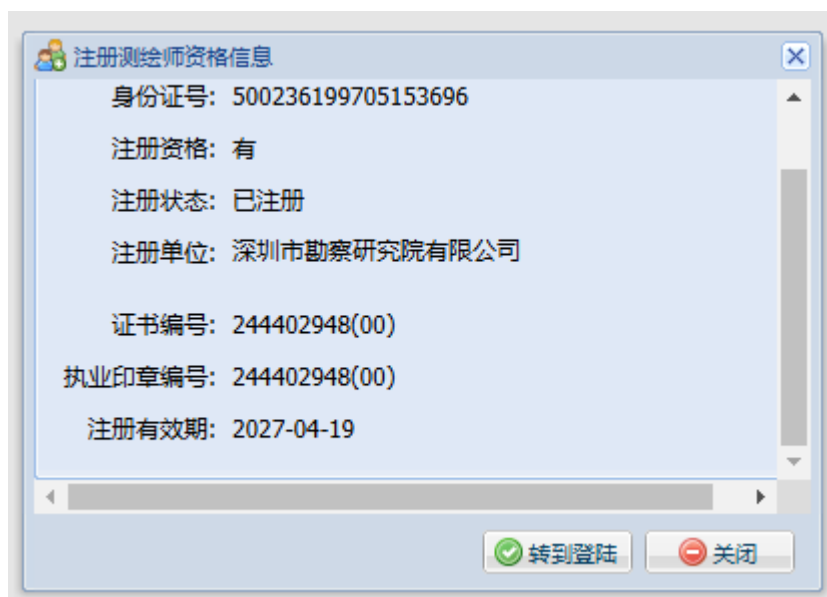 注册测绘师资格信息
身份证号: 500236199705153696
注册资格: 有
注册状态: 已注册
注册单位: 深圳市勘察研究院有限公司
证书编号: 244402948(00)
执业印章编号: 244402948(00)
注册有效期: 2027-04-19
转到登陆 关闭